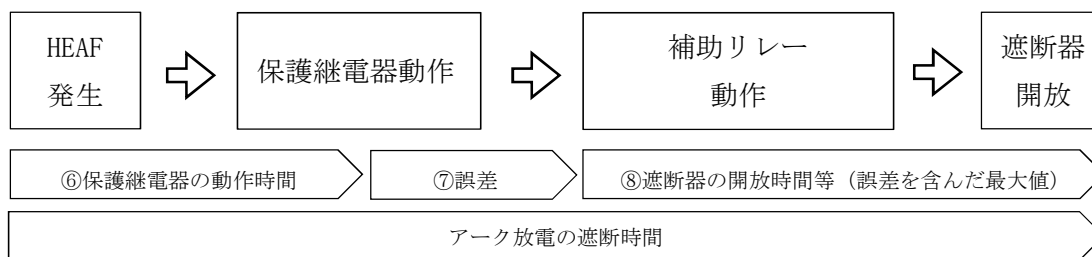 HEAF
発生
保護継電器動作
補助リレー
動作
遮断器
開放
⑥保護継電器の動作時間
⑦誤差
⑧遮断器の開放時間等（誤差を含んだ最大値）
アーク放電の遮断時間